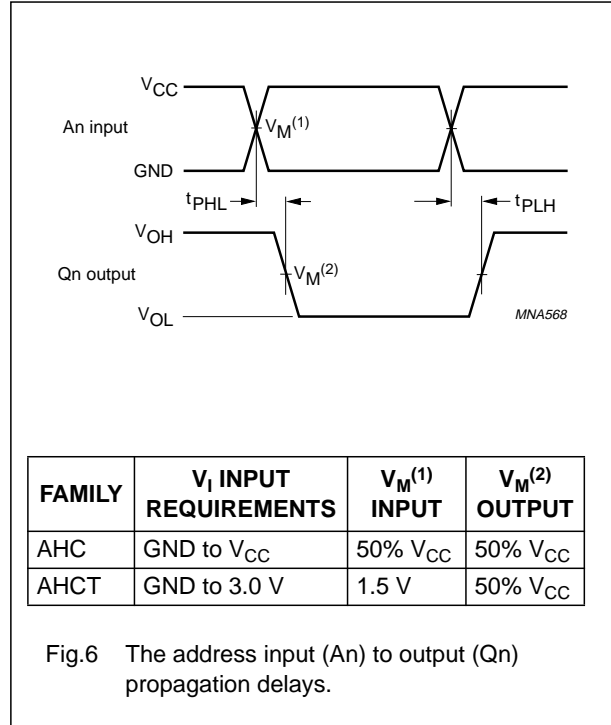 VCC
An input
VM(1)
GND
tPHL
tPLH
VOH
Qn output
VM(2)
VOL
MNA568
FAMILY VI INPUT REQUIREMENTS VM(1) INPUT VM(2) OUTPUT
AHC GND to VCC 50% VCC 50% VCC
AHCT GND to 3.0 V 1.5 V 50% VCC
Fig.6 The address input (An) to output (Qn)
propagation delays.